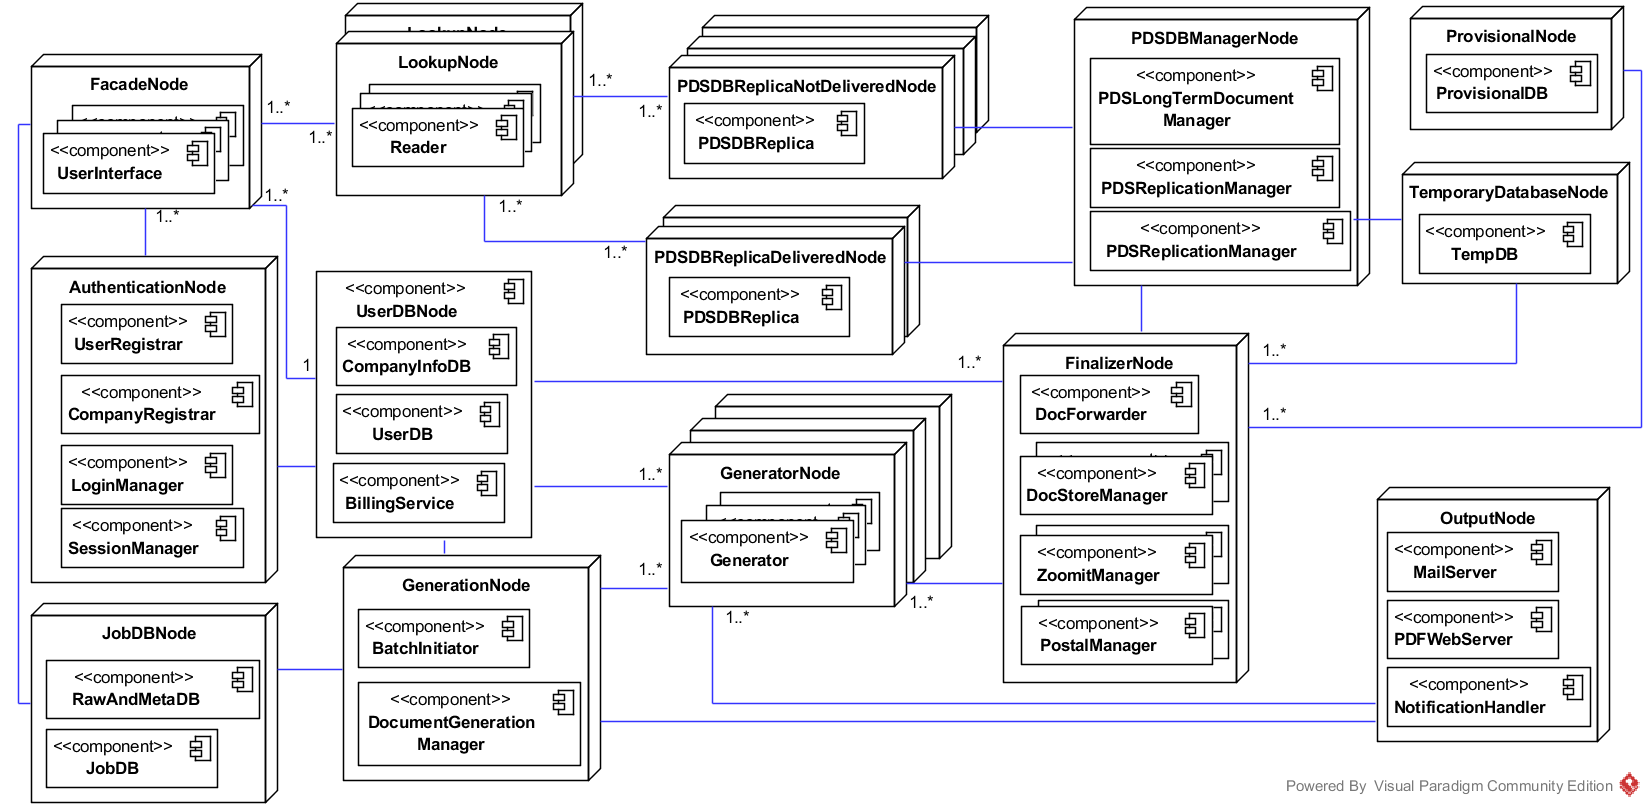 FacadeNode
<<component>>
UserInterface
1..*
1..*
1..*
1..*
LookupNode
LookupNode
<<component>>
Reader
1..*
1..*
1..*
1..*
PDSDBReplicaNotDeliveredNode
<<component>>
PDSDBReplica
PDSDBReplicaDeliveredNode
<<component>>
PDSDBReplica
PDSDBManagerNode
<<component>>
PDSLongTermDocument
Manager
<<component>>
PDSReplicationManager
<<component>>
PDSReplicationManager
ProvisionalNode
<<component>>
ProvisionalDB
TemporaryDatabaseNode
<<component>>
TempDB
AuthenticationNode
<<component>>
UserRegistrar
<<component>>
CompanyRegistrar
<<component>>
LoginManager
<<component>>
SessionManager
1
<<component>>
UserDBNode
<<component>>
CompanyInfoDB
<<component>>
UserDB
<<component>>
BillingService
1..*
1..*
1..*
GeneratorNode
<<component>>
Generator
1..*
1..*
FinalizerNode
<<component>>
DocForwarder
<<component>>
DocStoreManager
<<component>>
ZoomitManager
<<component>>
PostalManager
1..*
1..*
OutputNode
<<component>>
MailServer
<<component>>
PDFWebServer
<<component>>
NotificationHandler
JobDBNode
<<component>>
RawAndMetaDB
<<component>>
JobDB
GenerationNode
<<component>>
BatchInitiator
<<component>>
DocumentGeneration
Manager
Powered By Visual Paradigm Community Edition